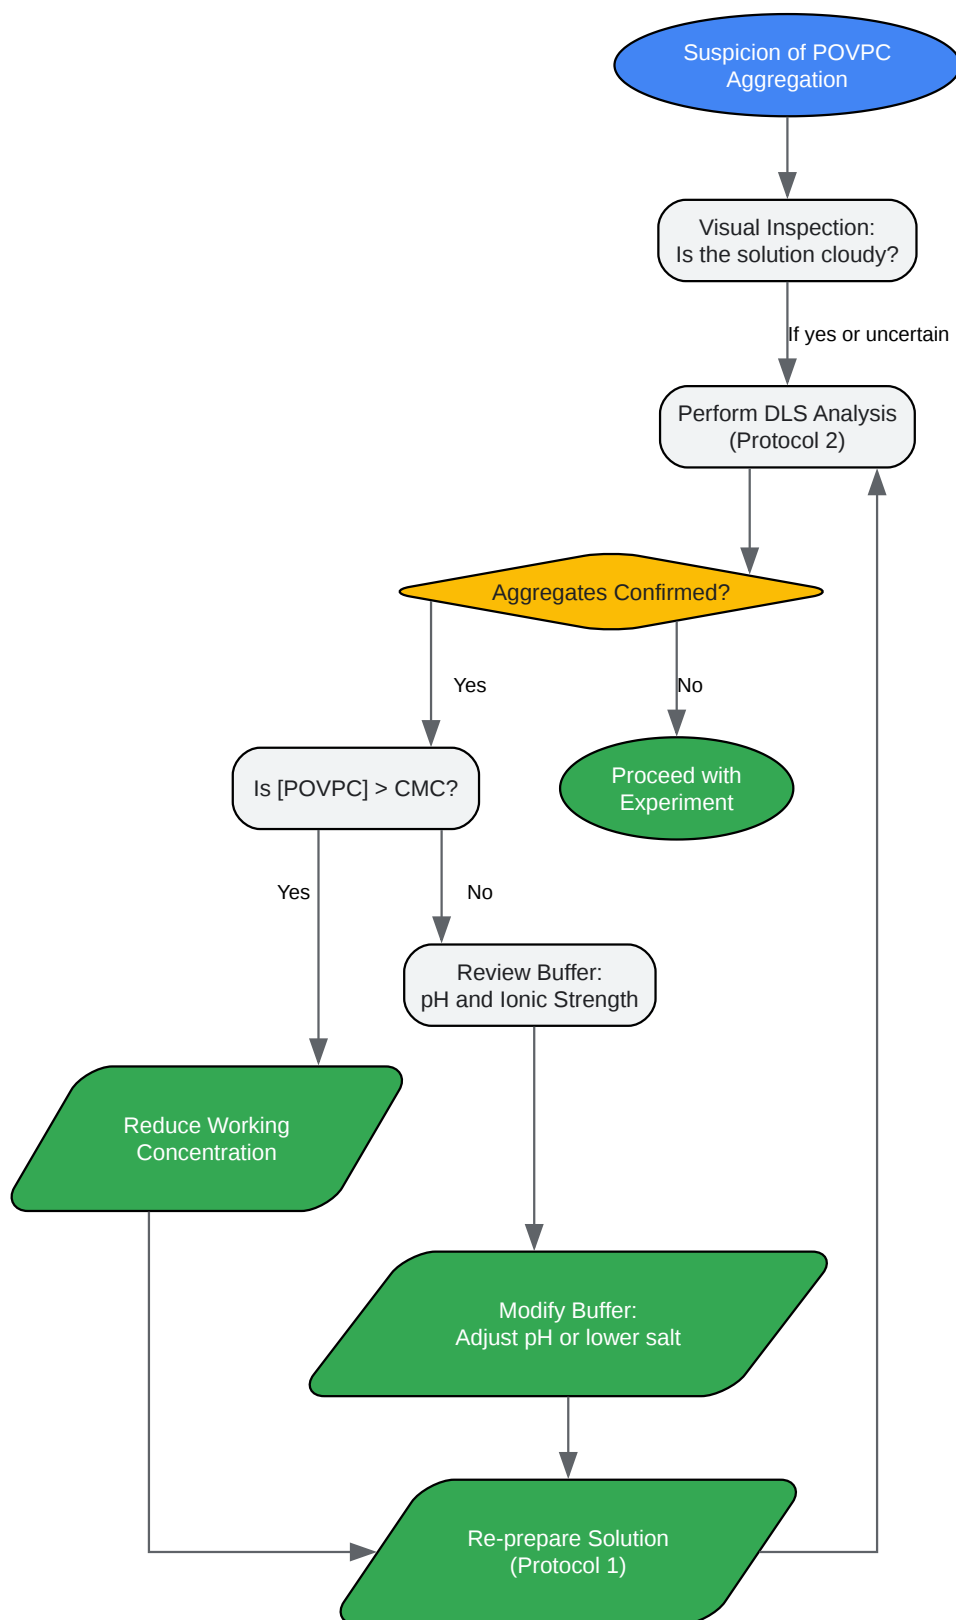 Suspicion of POVPC
Aggregation
Visual Inspection:
Is the solution cloudy?
If yes or uncertain
Perform DLS Analysis
(Protocol 2)
Aggregates Confirmed?
Yes
No
Is [POVPC] > CMC?
Proceed with
Experiment
Yes
No
Review Buffer:
pH and Ionic Strength
Reduce Working
Concentration
Modify Buffer:
Adjust pH or lower salt
Re-prepare Solution
(Protocol 1)